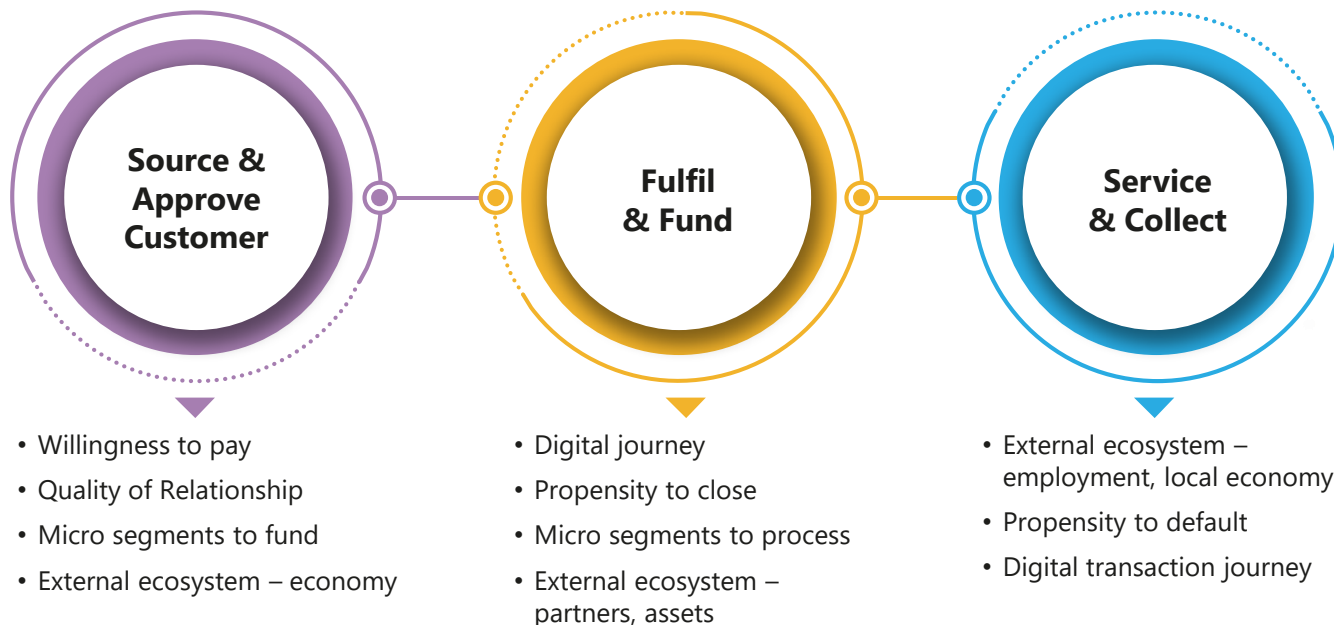 Source &
Approve
Customer
• Willingness to pay
• Quality of Relationship
• Micro segments to fund
• External ecosystem – economy
Fulfil
& Fund
• Digital journey
• Propensity to close
• Micro segments to process
• External ecosystem –
partners, assets
Service
& Collect
• External ecosystem –
employment, local economy
• Propensity to default
• Digital transaction journey